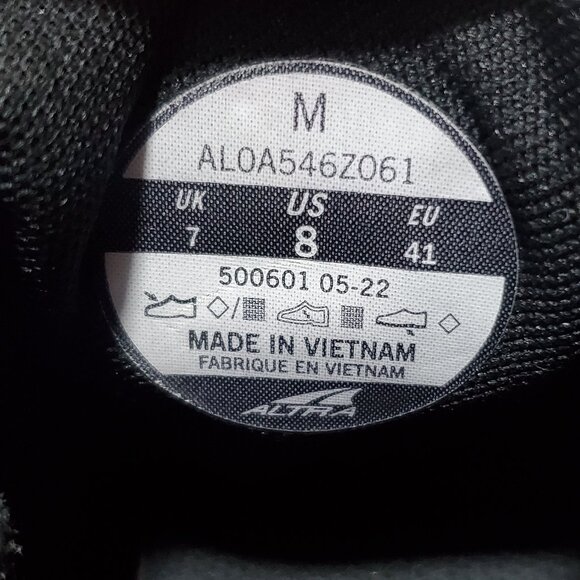 M
AL0A546Z061
UK US EU
7 8 41
500601 05-22
MADE IN VIETNAM
FABRIQUE EN VIETNAM
ALTRA